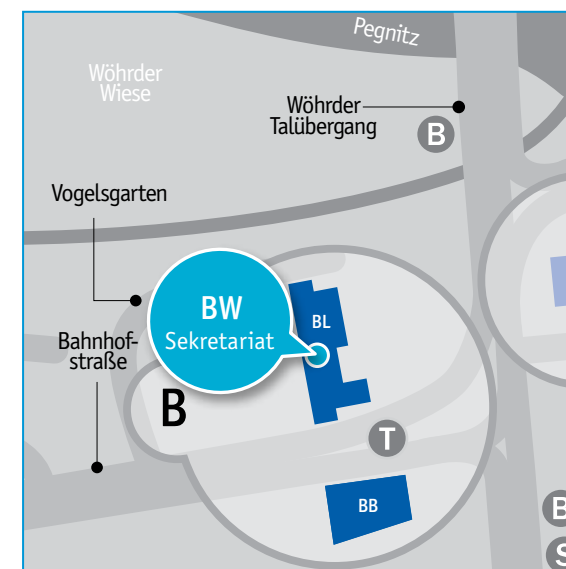 Pegnitz
Wöhrder
Wiese
Wöhrder
Talübergang
B
Vogelsgarten
BW
Sekretariat
BL
Bahnhof-
straße
B
T
BB
B
S